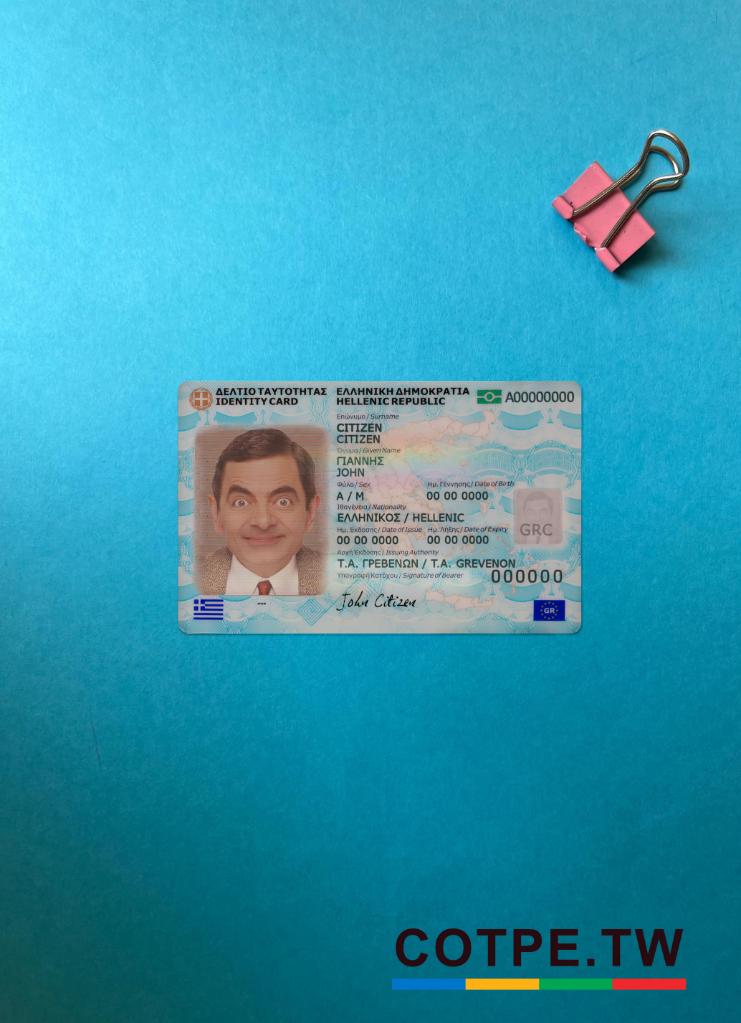 ΔΕΛΤΙΟ ΤΑΥΤΟΤΗΤΑΣ
IDENTITY CARD
ΕΛΛΗΝΙΚΗ ΔΗΜΟΚΡΑΤΙΑ
HELLENIC REPUBLIC
A00000000
Επώνυμο / Surname
CITIZEN
CITIZEN
Όνομα / Given Name
ΓΙΑΝΝΗΣ
JOHN
Φύλο / Sex
Ημ. Γέννησης / Date of Birth
A / M
00 00 0000
Ιθαγένεια / Nationality
ΕΛΛΗΝΙΚΟΣ / HELLENIC
Ημ. Έκδοσης / Date of Issue
Ημ. Λήξης / Date of Expiry
00 00 0000
00 00 0000
GRC
Αρχή Έκδοσης / Issuing Authority
Τ.Α. ΓΡΕΒΕΝΩΝ / T.A. GREVENON
Υπογραφή Κατόχου / Signature of Bearer
000000
---
John Citizen
GR
COTPE.TW